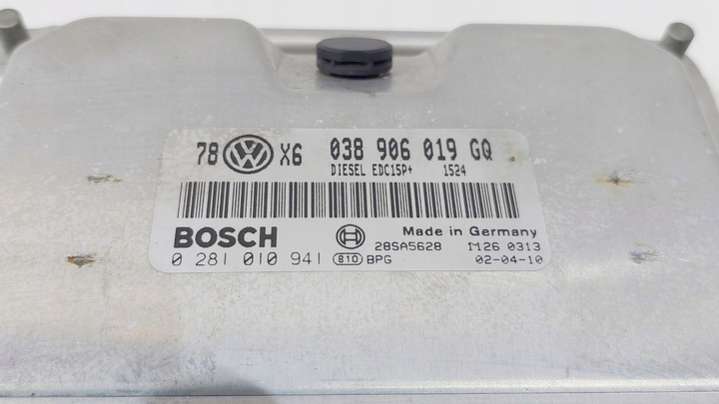 78 VW X6 038 906 019 GQ
DIESEL EDC15P+ 1524
BOSCH Made in Germany
28SA5628 M126 0313
0 281 010 941 810 BPG 02-04-10